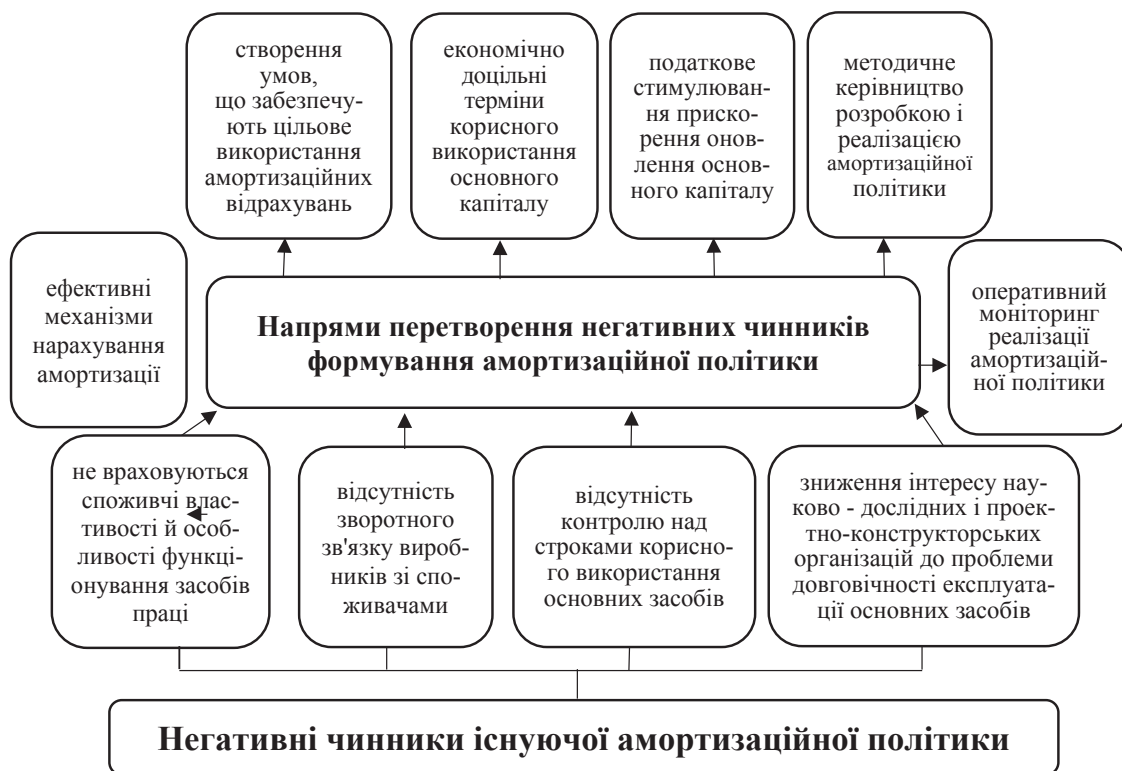 створення
умов,
що забезпечу-
ють цільове
використання
амортизаційних
відрахувань
економічно
доцільні
терміни
корисного
використання
основного
капіталу
податкове
стимулюван-
ня приско-
рення онов-
лення основ-
ного капіталу
методичне
керівництво
розробкою і
реалізацією
амортизаційної
політики
ефективні
механізми
нарахування
амортизації
Напрями перетворення негативних чинників
формування амортизаційної політики
оперативний
моніторинг
реалізації
амортизацій-
ної політики
не враховуються
споживчі влас-
тивості й особ-
ливості функці-
онування засобів
праці
відсутність
зворотного
зв'язку вироб-
ників зі спо-
живачами
відсутність
контролю над
строками корисно-
го використання
основних засобів
зниження інтересу нау-
ково - дослідних і проек-
тно-конструкторських
організацій до проблеми
довговічності експлуата-
ції основних засобів
Негативні чинники існуючої амортизаційної політики